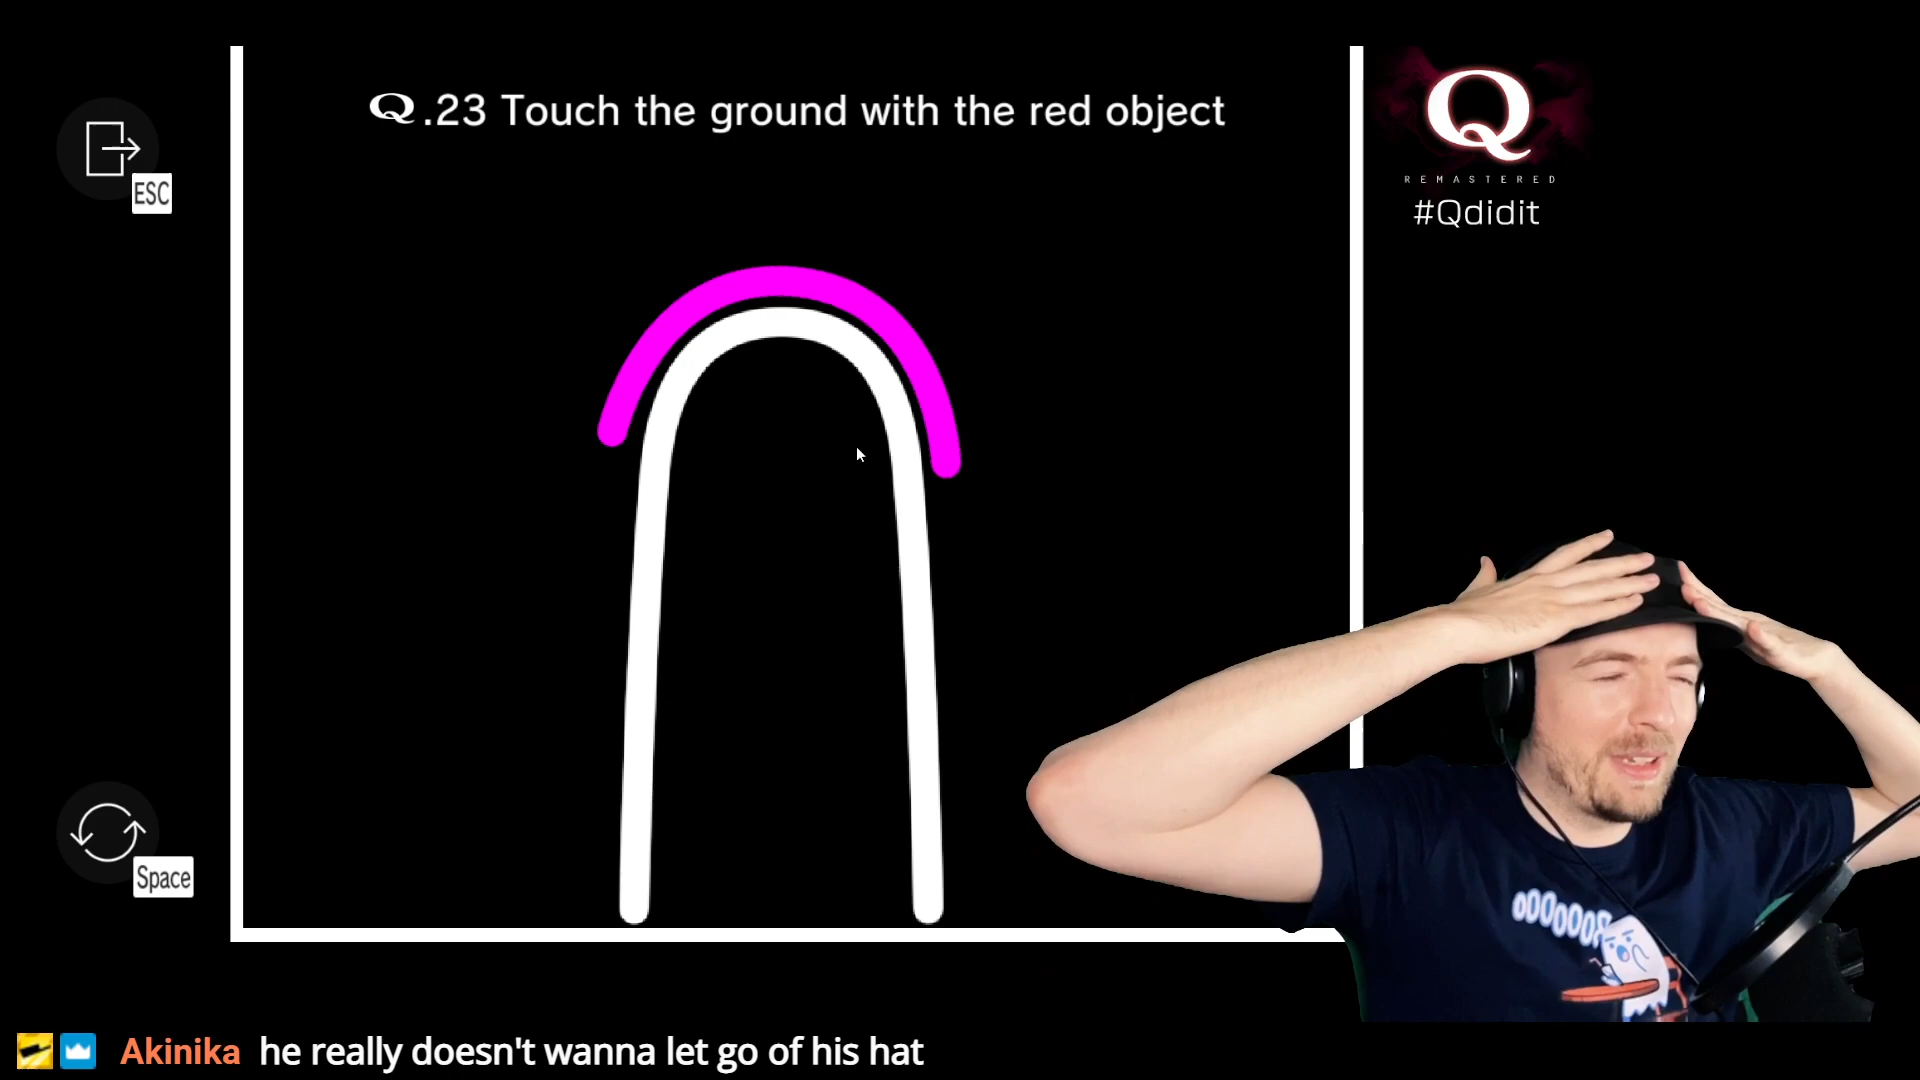 Q.23 Touch the ground with the red object
ESC
Q
REMASTERED
#Qdidit
Space
Akinika he really doesn't wanna let go of his hat